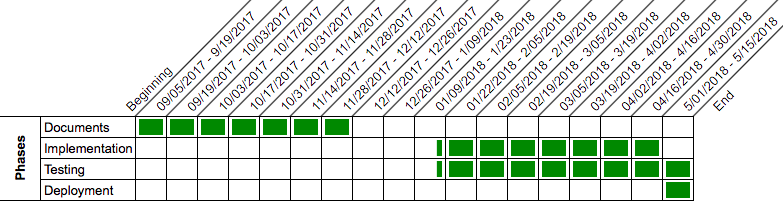 Beginning
09/05/2017 - 9/19/2017
09/19/2017 - 10/03/2017
10/03/2017 - 10/17/2017
10/17/2017 - 10/31/2017
10/31/2017 - 11/14/2017
11/14/2017 - 11/28/2017
11/28/2017 - 12/12/2017
12/12/2017 - 12/26/2017
12/26/2017 - 1/09/2018
01/09/2018 - 1/23/2018
01/22/2018 - 2/05/2018
02/05/2018 - 2/19/2018
02/19/2018 - 3/05/2018
03/05/2018 - 3/19/2018
03/19/2018 - 4/02/2018
04/02/2018 - 4/16/2018
04/16/2018 - 4/30/2018
5/01/2018 - 5/15/2018
End
Phases
Documents
Implementation
Testing
Deployment